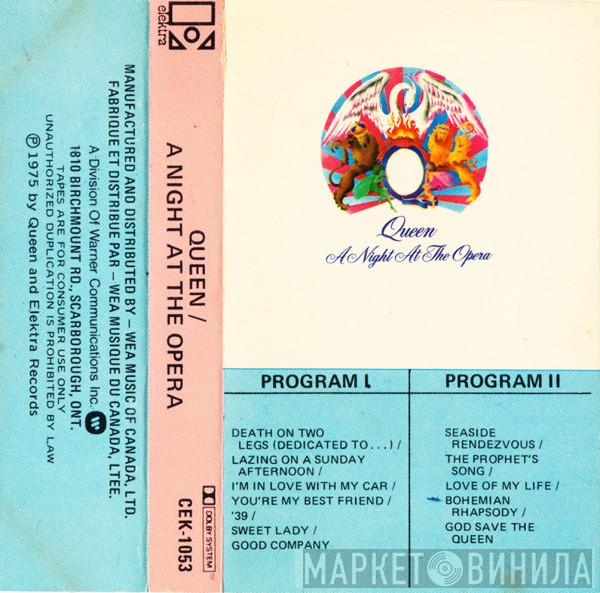 MANUFACTURED AND DISTRIBUTED BY – WEA MUSIC OF CANADA, LTD.
FABRIQUE ET DISTRIBUE PAR – WEA MUSIQUE DU CANADA, LTEE.
A Division Of Warner Communications Inc.
1810 BIRCHMOUNT RD., SCARBOROUGH, ONT.
TAPES ARE FOR CONSUMER USE ONLY
UNAUTHORIZED DUPLICATION IS PROHIBITED BY LAW
℗ 1975 by Queen and Elektra Records
elektra
QUEEN /
A NIGHT AT THE OPERA
DOLBY SYSTEM
CEK-1053
Queen
A Night At The Opera
PROGRAM I
DEATH ON TWO
LEGS (DEDICATED TO...) /
LAZING ON A SUNDAY
AFTERNOON /
I'M IN LOVE WITH MY CAR /
YOU'RE MY BEST FRIEND /
'39 /
SWEET LADY /
GOOD COMPANY
PROGRAM II
SEASIDE
RENDEZVOUS /
THE PROPHET'S
SONG /
LOVE OF MY LIFE /
BOHEMIAN
RHAPSODY /
GOD SAVE THE
QUEEN
МАРКЕТ ВИНИЛА